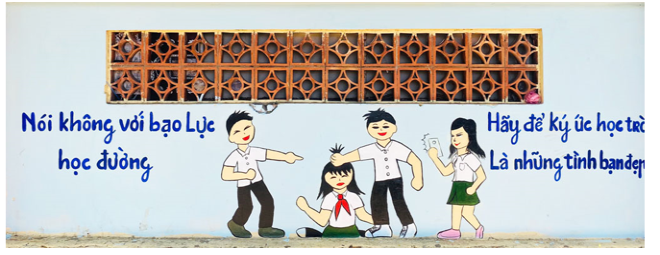 Nói không với bạo Lực
học đường
Hãy để ký ức học trò
Là những tình bạn đẹp